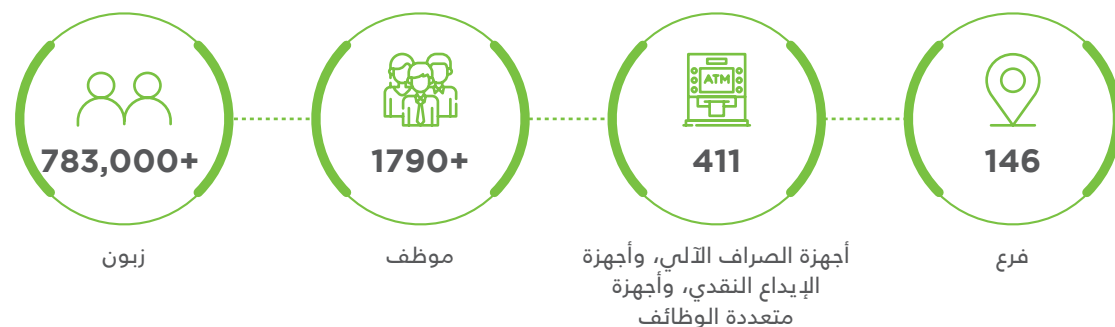 ATM
146
فرع
411
أجهزة الصراف الآلي، وأجهزة
الإيداع النقدي، وأجهزة
متعددة الوظائف
1790+
موظف
783,000+
زبون